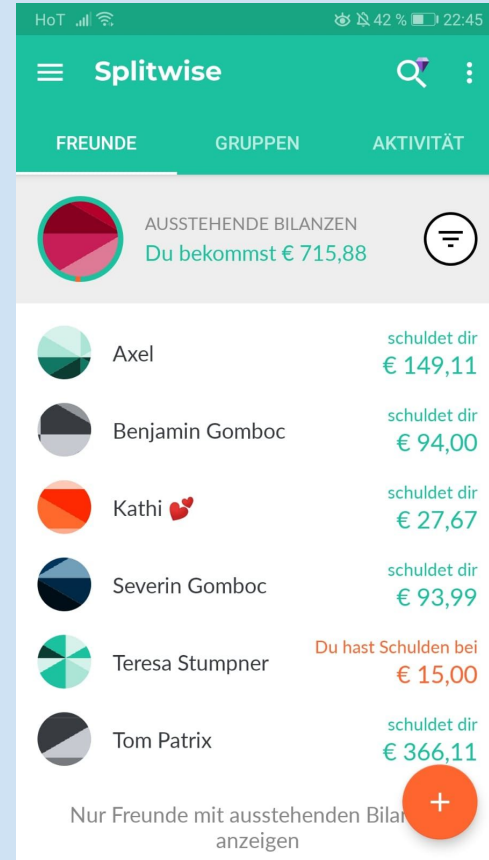 HoT 42 % 22:45
Splitwise
FREUNDE GRUPPEN AKTIVITÄT
AUSSTEHENDE BILANZEN
Du bekommst € 715,88
schuldet dir
Axel
€ 149,11
schuldet dir
Benjamin Gomboc
€ 94,00
schuldet dir
Kathi 💕
€ 27,67
schuldet dir
Severin Gomboc
€ 93,99
Du hast Schulden bei
Teresa Stumpner
€ 15,00
schuldet dir
Tom Patrix
€ 366,11
Nur Freunde mit ausstehenden
anzeigen